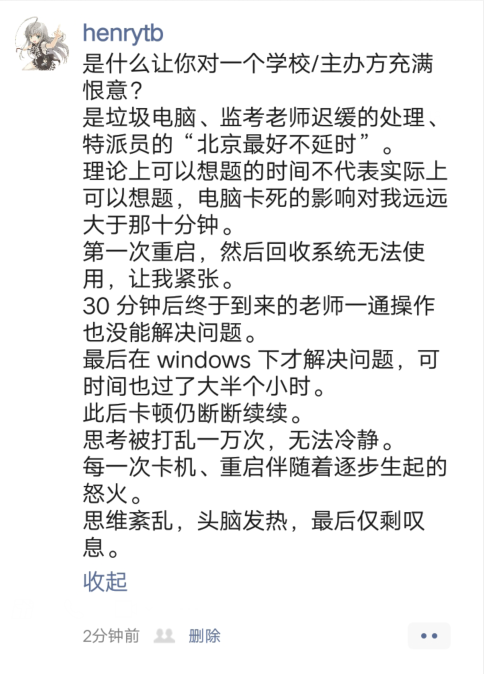 henrytb
是什么让你对一个学校/主办方充满
恨意？
是垃圾电脑、监考老师迟缓的处理、
特派员的“北京最好不延时”。
理论上可以想题的时间不代表实际上
可以想题，电脑卡死的影响对我远远
大于那十分钟。
第一次重启，然后回收系统无法使
用，让我紧张。
30 分钟后终于到来的老师一通操作
也没能解决问题。
最后在 windows 下才解决问题，可
时间也过了大半个小时。
此后卡顿仍断断续续。
思考被打乱一万次，无法冷静。
每一次卡机、重启伴随着逐步生起的
怒火。
思维紊乱，头脑发热，最后仅剩叹
息。
收起
2分钟前 删除